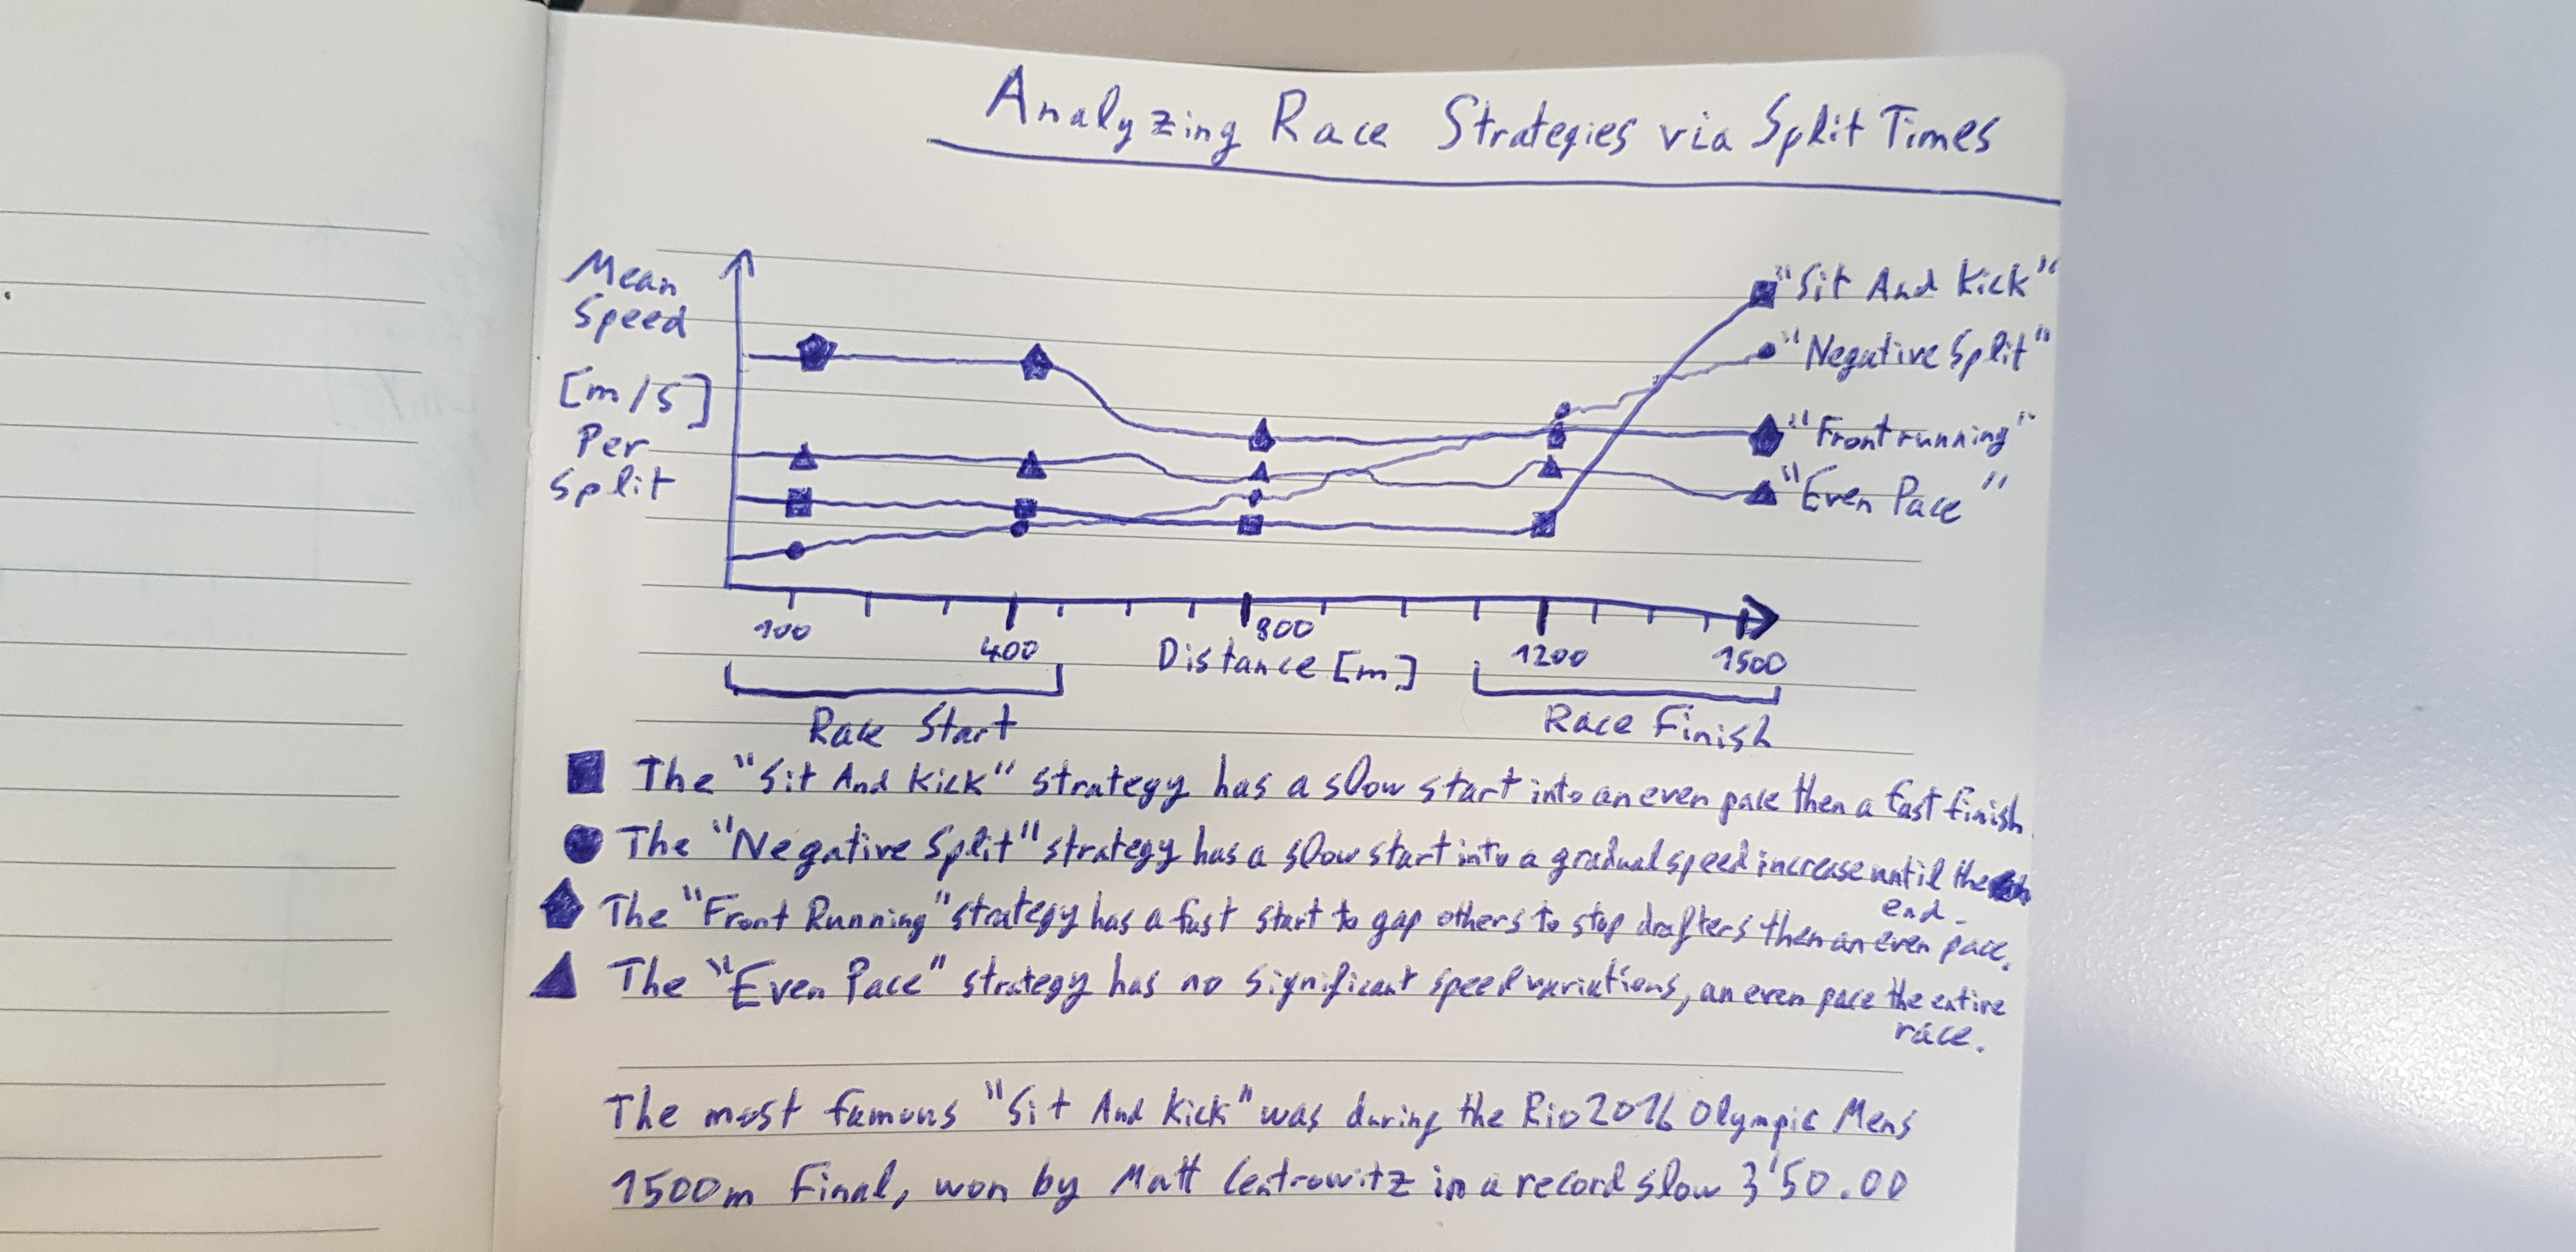 Analyzing Race Strategies via Split Times
Mean
Speed
[m/s]
Per
Split
"Sit And Kick"
"Negative Split"
"Front running"
"Even Pace"
100
400
800
1200
1500
Distance [m]
Race Start
Race Finish
The "Sit And Kick" strategy has a slow start into an even pace then a fast finish.
The "Negative Split" strategy has a slow start into a gradual speed increase until the
end.
The "Front Running" strategy has a fast start to gap others to stop drafters then an even pace.
The "Even Pace" strategy has no significant speed variations, an even pace the entire
race.
The most famous "Sit And Kick" was during the Rio 2016 Olympic Mens
1500m Final, won by Matt Centrowitz in a record slow 3'50.00